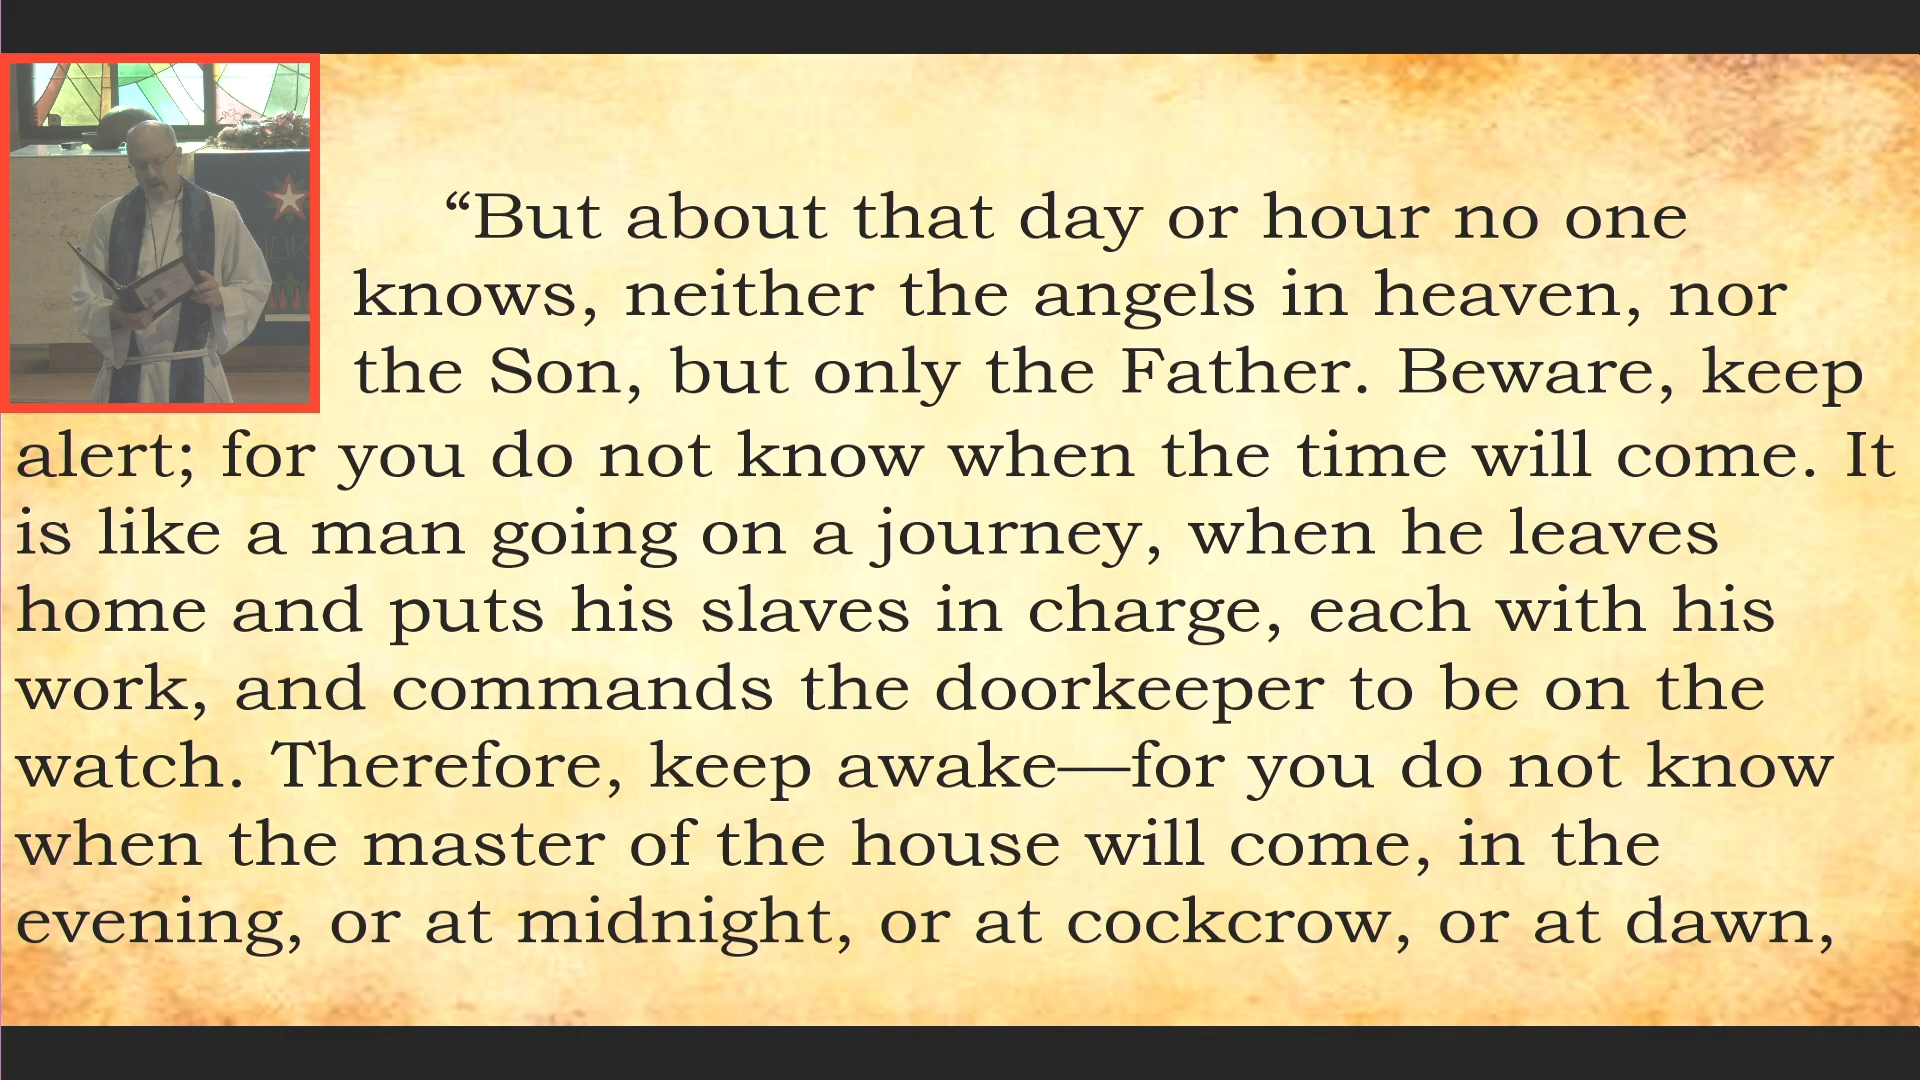 “But about that day or hour no one
knows, neither the angels in heaven, nor
the Son, but only the Father. Beware, keep
alert; for you do not know when the time will come. It
is like a man going on a journey, when he leaves
home and puts his slaves in charge, each with his
work, and commands the doorkeeper to be on the
watch. Therefore, keep awake—for you do not know
when the master of the house will come, in the
evening, or at midnight, or at cockcrow, or at dawn,